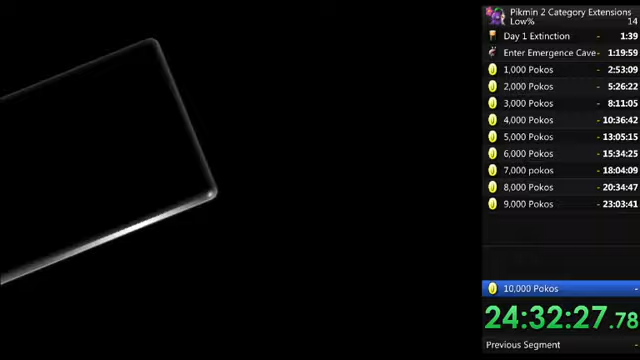 Pikmin 2 Category Extensions
Low% 14
Day 1 Extinction - 1:39
Enter Emergence Cave - 1:19:59
1,000 Pokos - 2:53:09
2,000 Pokos - 5:26:22
3,000 Pokos - 8:11:05
4,000 Pokos - 10:36:42
5,000 Pokos - 13:05:15
6,000 Pokos - 15:34:25
7,000 pokos - 18:04:09
8,000 Pokos - 20:34:47
9,000 Pokos - 23:03:41
10,000 Pokos -
24:32:27.78
Previous Segment -